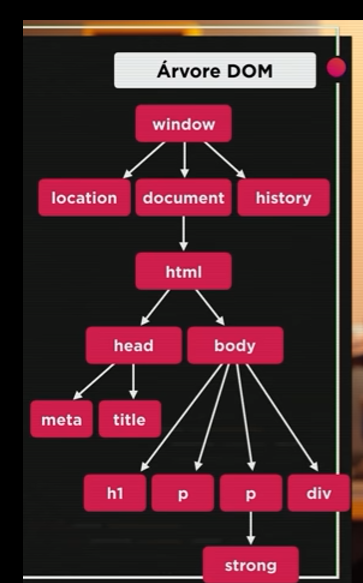 Árvore DOM
window
location document history
html
head body
meta title
h1 p p div
strong